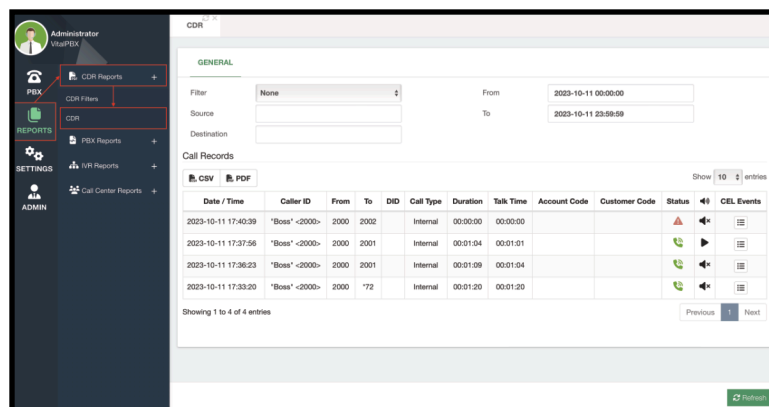 Administrator
VitalPBX
PBX
REPORTS
SETTINGS
ADMIN
CDR Reports +
CDR Filters
CDR
PBX Reports +
IVR Reports +
Call Center Reports +
CDR
GENERAL
Filter None From 2023-10-11 00:00:00
Source To 2023-10-11 23:59:59
Destination
Call Records
CSV PDF Show 10 entries
Date / Time Caller ID From To DID Call Type Duration Talk Time Account Code Customer Code Status CEL Events
2023-10-11 17:40:39 "Boss" <2000> 2000 2002 Internal 00:00:00 00:00:00
2023-10-11 17:37:56 "Boss" <2000> 2000 2001 Internal 00:01:04 00:01:01
2023-10-11 17:36:23 "Boss" <2000> 2000 2001 Internal 00:01:09 00:01:04
2023-10-11 17:33:20 "Boss" <2000> 2000 *72 Internal 00:01:20 00:01:20
Showing 1 to 4 of 4 entries Previous 1 Next
Refresh